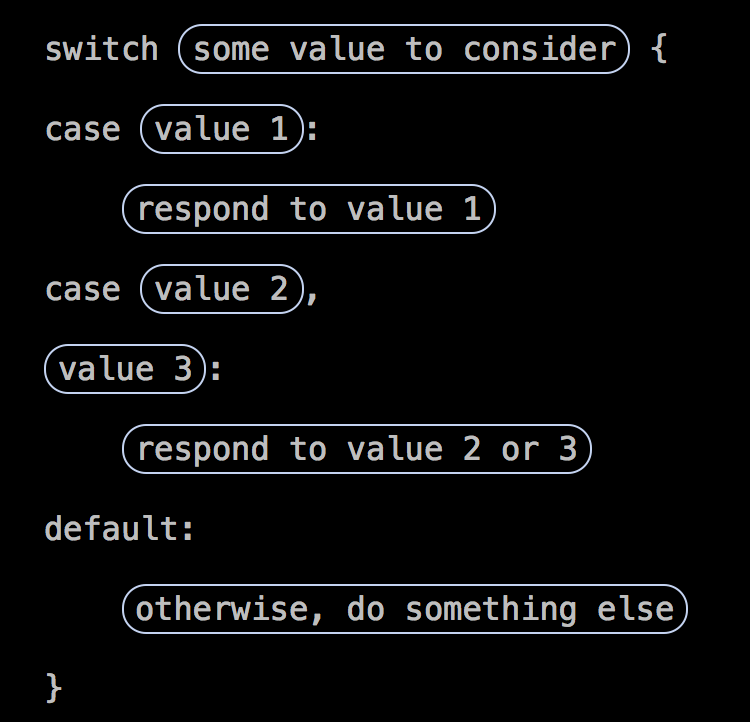 switch some value to consider {
case value 1:
respond to value 1
case value 2,
value 3:
respond to value 2 or 3
default:
otherwise, do something else
}